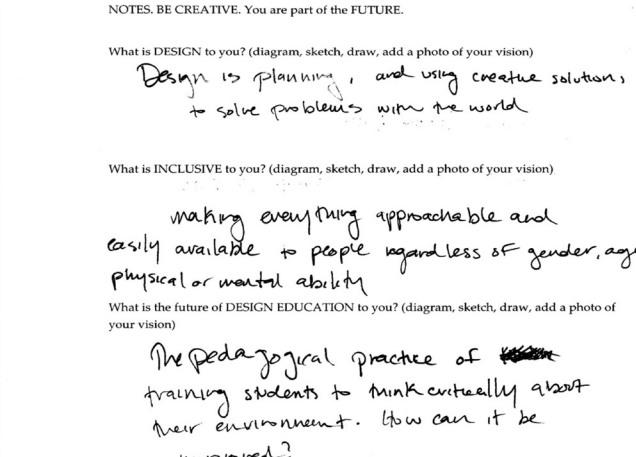 NOTES. BE CREATIVE. You are part of the FUTURE.
What is DESIGN to you? (diagram, sketch, draw, add a photo of your vision)
Design is planning, and using creative solutions
to solve problems with the world
What is INCLUSIVE to you? (diagram, sketch, draw, add a photo of your vision)
making everything approachable and
easily available to people regardless of gender, age
physical or mental ability
What is the future of DESIGN EDUCATION to you? (diagram, sketch, draw, add a photo of
your vision)
The pedagogical practice of
training students to think critically about
their environment. How can it be